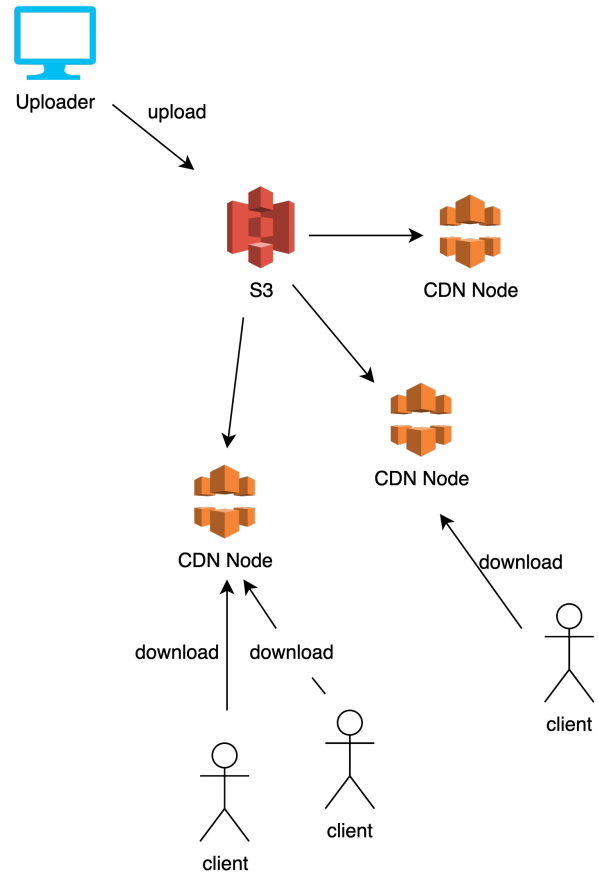 Uploader
upload
S3
CDN Node
CDN Node
CDN Node
download
download
download
client
client
client